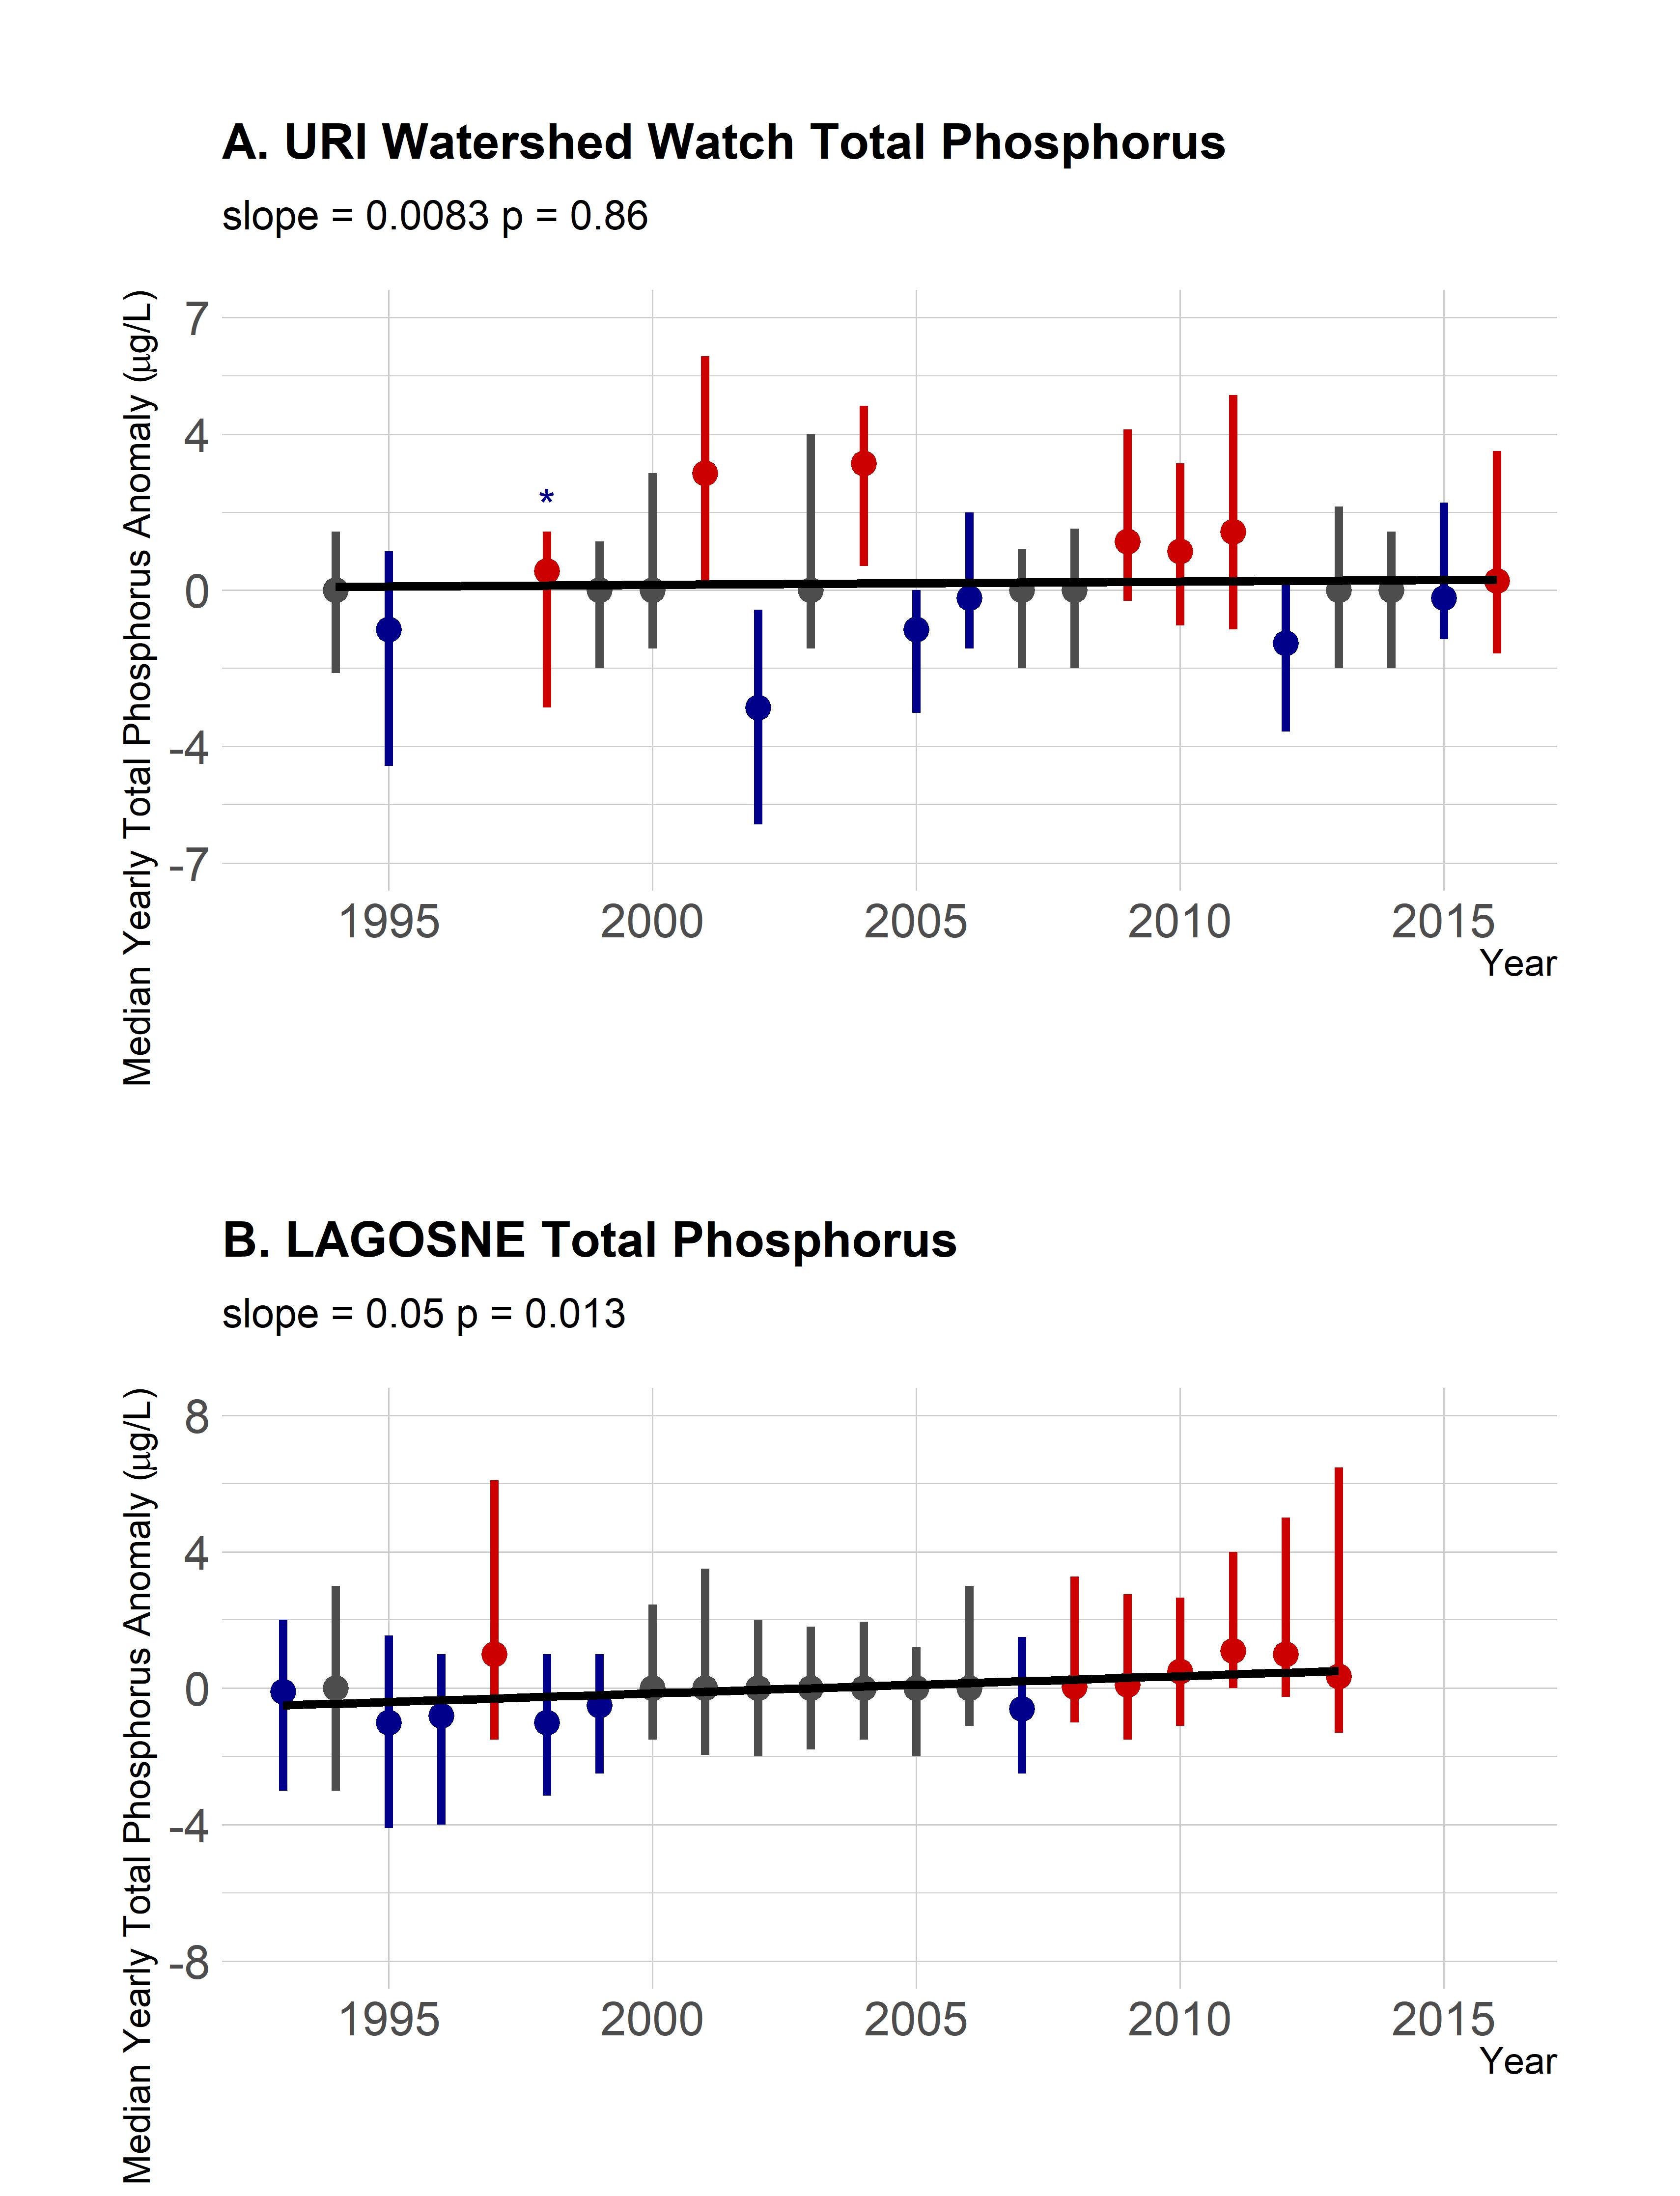 A. URI Watershed Watch Total Phosphorus
slope = 0.0083 p = 0.86
Median Yearly Total Phosphorus Anomaly (μg/L)
7
4
0
-4
-7
*
1995 2000 2005 2010 2015
Year
B. LAGOSNE Total Phosphorus
slope = 0.05 p = 0.013
Median Yearly Total Phosphorus Anomaly (μg/L)
8
4
0
-4
-8
1995 2000 2005 2010 2015
Year